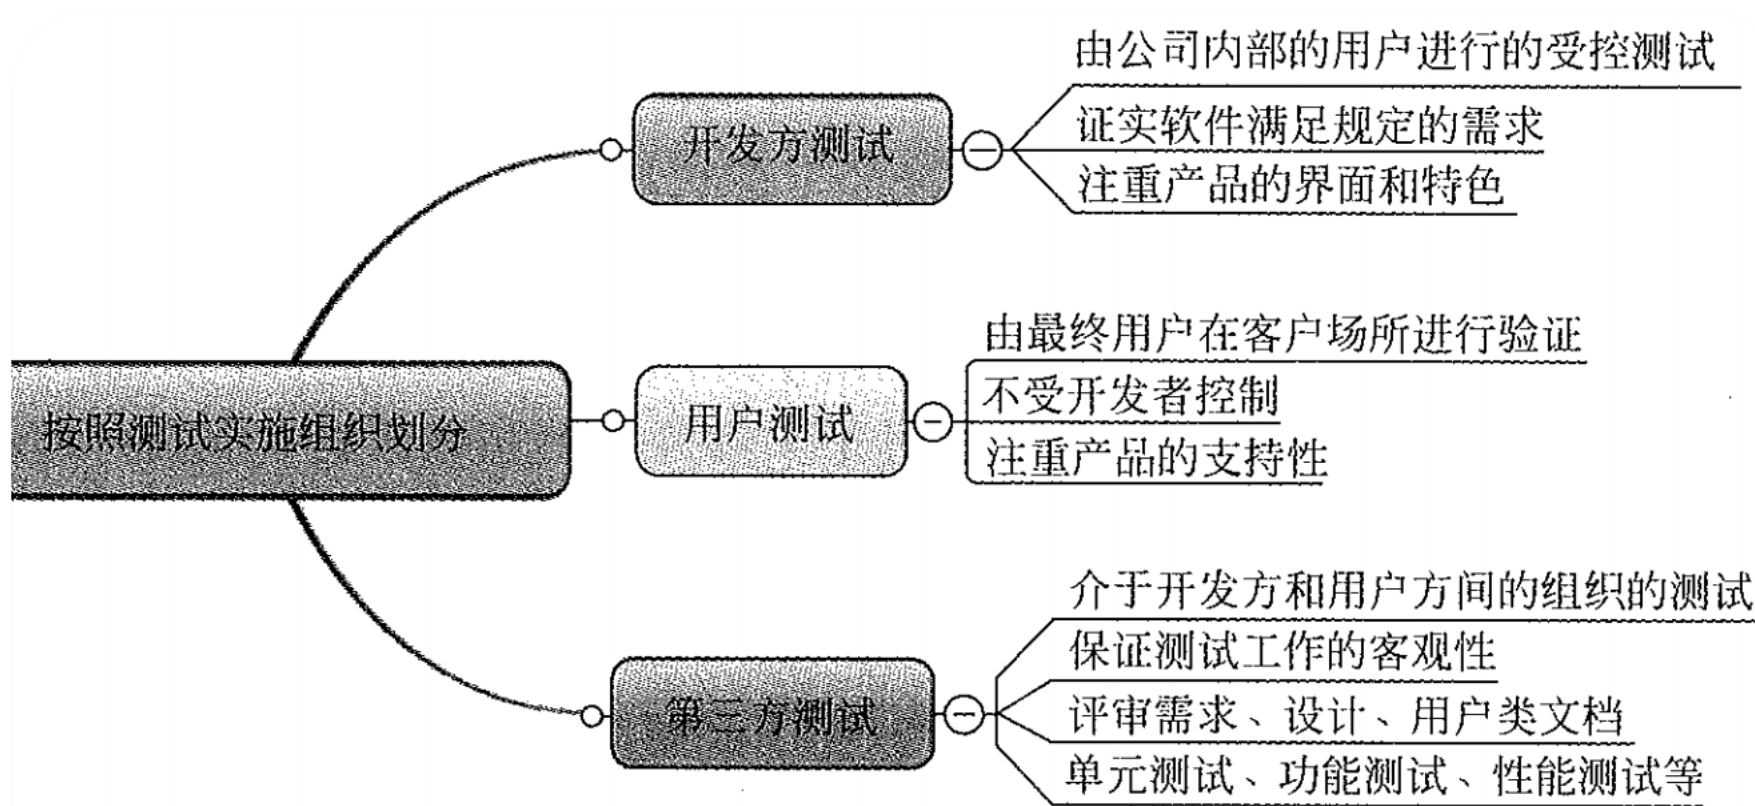 由公司内部的用户进行的受控测试
开发方测试
证实软件满足规定的需求
注重产品的界面和特色
由最终用户在客户场所进行验证
按照测试实施组织划分
用户测试
不受开发者控制
注重产品的支持性
介于开发方和用户方间的组织的测试
保证测试工作的客观性
第三方测试
评审需求、设计、用户类文档
单元测试、功能测试、性能测试等